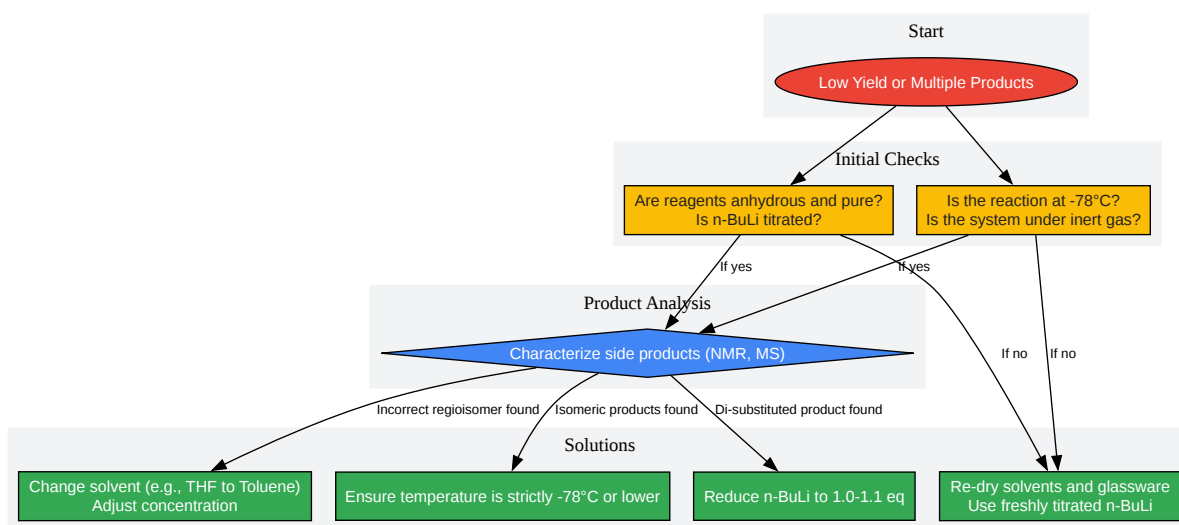 Start
Low Yield or Multiple Products
Initial Checks
Are reagents anhydrous and pure?
Is n-BuLi titrated?
Is the reaction at -78°C?
Is the system under inert gas?
If yes
If yes
Product Analysis
Characterize side products (NMR, MS)
If no
If no
Incorrect regioisomer found
Isomeric products found
Di-substituted product found
Solutions
Change solvent (e.g., THF to Toluene)
Adjust concentration
Ensure temperature is strictly -78°C or lower
Reduce n-BuLi to 1.0-1.1 eq
Re-dry solvents and glassware
Use freshly titrated n-BuLi